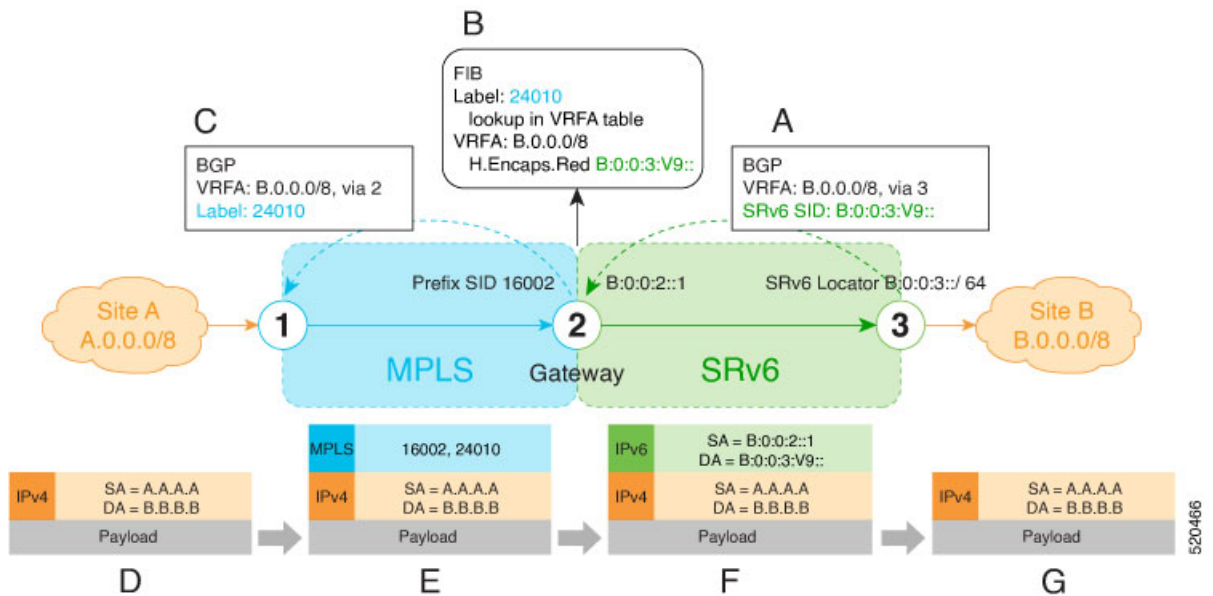 B
FIB
Label: 24010
lookup in VRFA table
VRFA: B.0.0.0/8
H.Encaps.Red B:0:0:3:V9::
C
BGP
VRFA: B.0.0.0/8, via 2
Label: 24010
A
BGP
VRFA: B.0.0.0/8, via 3
SRv6 SID: B:0:0:3:V9::
Prefix SID 16002
B:0:0:2::1
SRv6 Locator B:0:0:3::/ 64
Site A
A.0.0.0/8
1
2
3
Site B
B.0.0.0/8
MPLS
Gateway
SRv6
IPv4
SA = A.A.A.A
DA = B.B.B.B
Payload
D
MPLS
16002, 24010
IPv4
SA = A.A.A.A
DA = B.B.B.B
Payload
E
IPv6
SA = B:0:0:2::1
DA = B:0:0:3:V9::
IPv4
SA = A.A.A.A
DA = B.B.B.B
Payload
F
IPv4
SA = A.A.A.A
DA = B.B.B.B
Payload
G
520466